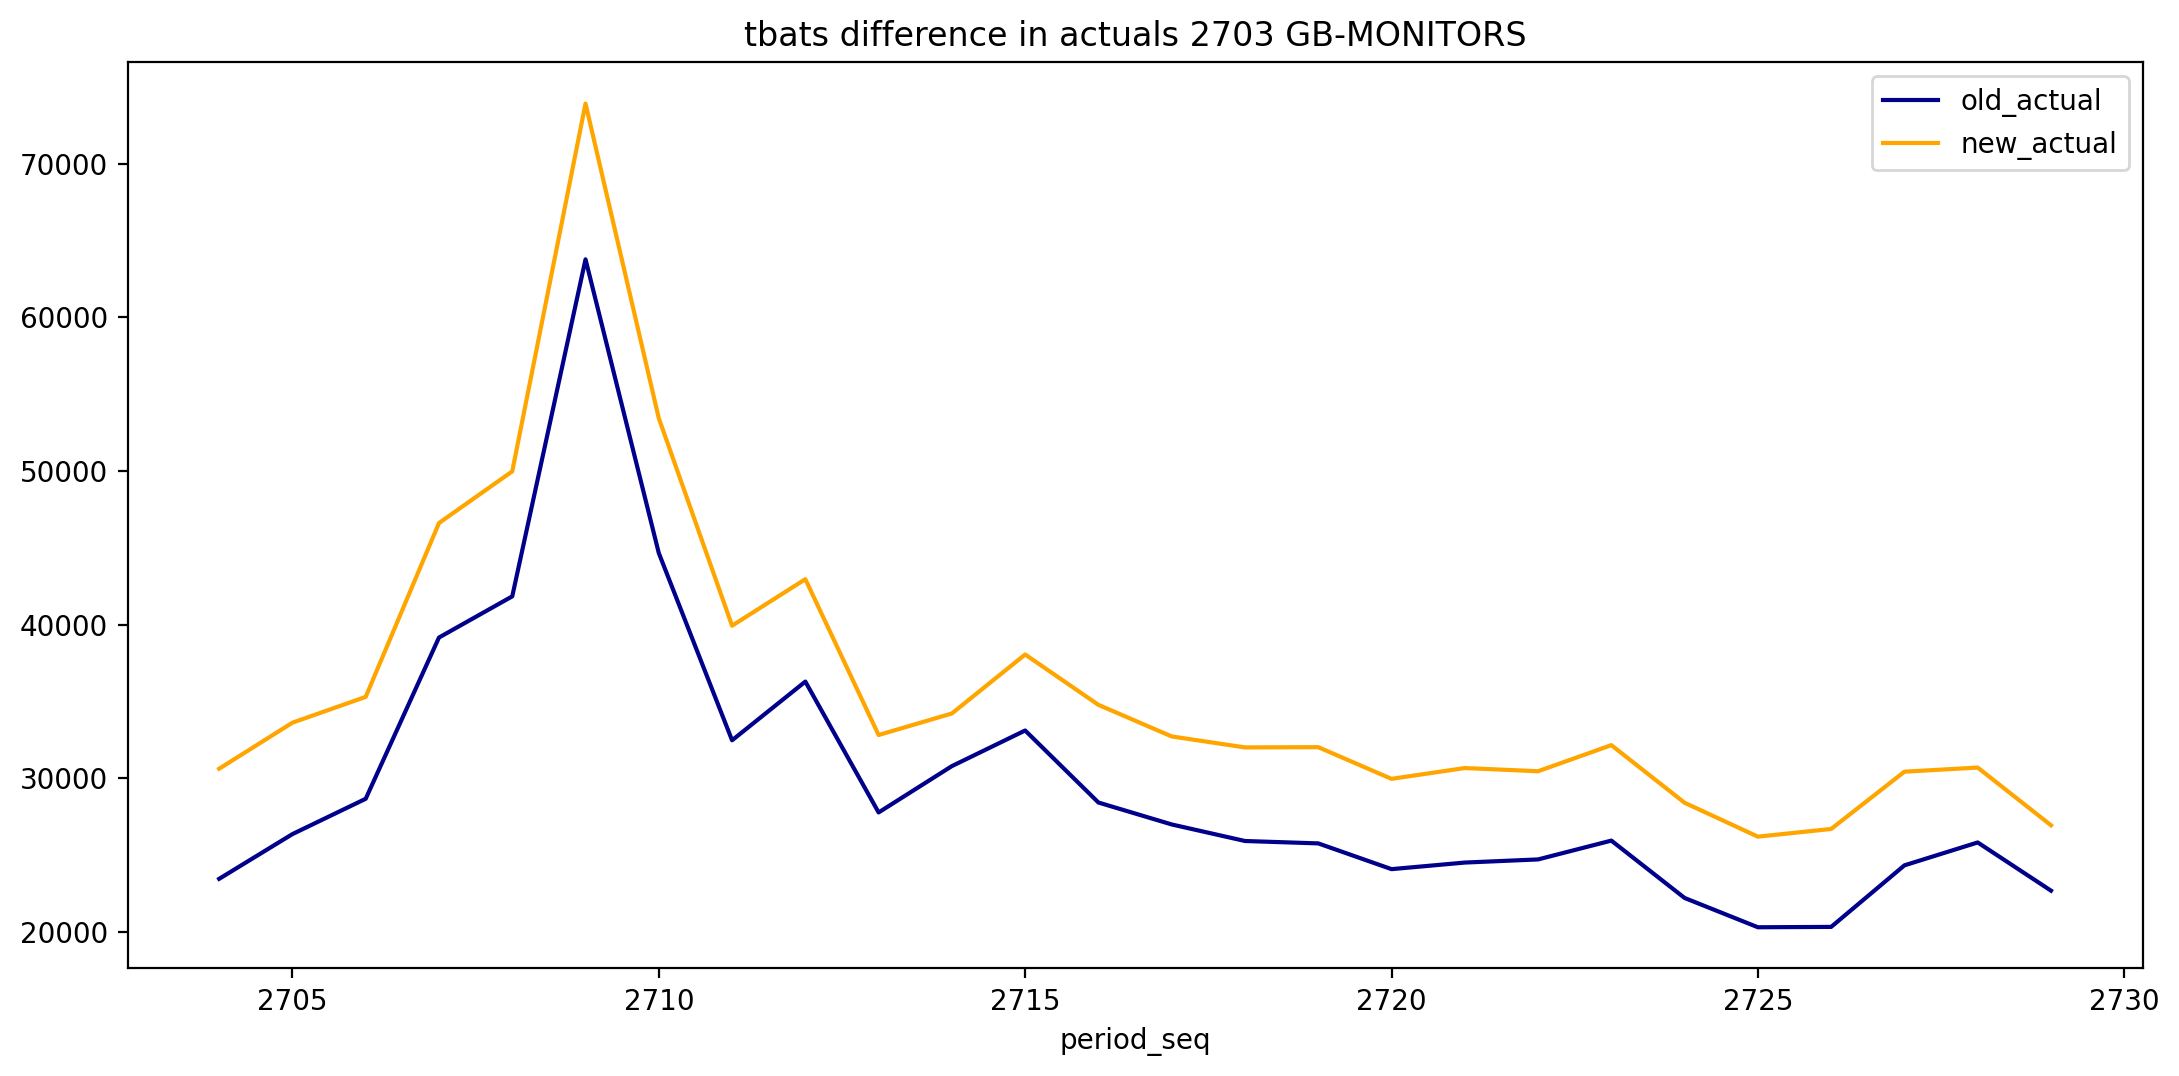 tbats difference in actuals 2703 GB-MONITORS
old_actual
new_actual
70000
60000
50000
40000
30000
20000
2705 2710 2715 2720 2725 2730
period_seq